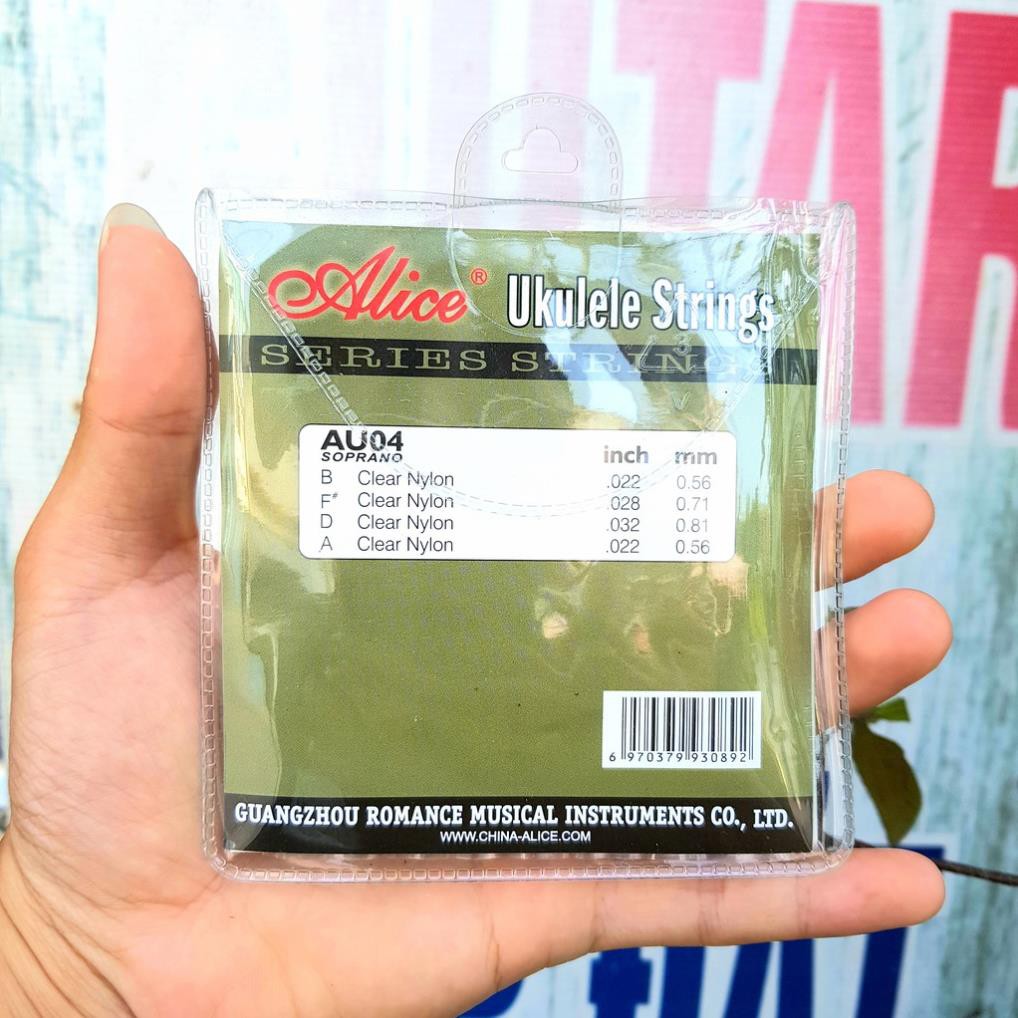 UITAR
Alice® Ukulele Strings
SERIES STRINGS
AU04
SOPRANO
inch mm
B Clear Nylon .022 0.56
F# Clear Nylon .028 0.71
D Clear Nylon .032 0.81
A Clear Nylon .022 0.56
6 970379 930892
GUANGZHOU ROMANCE MUSICAL INSTRUMENTS CO., LTD.
WWW.CHINA-ALICE.COM